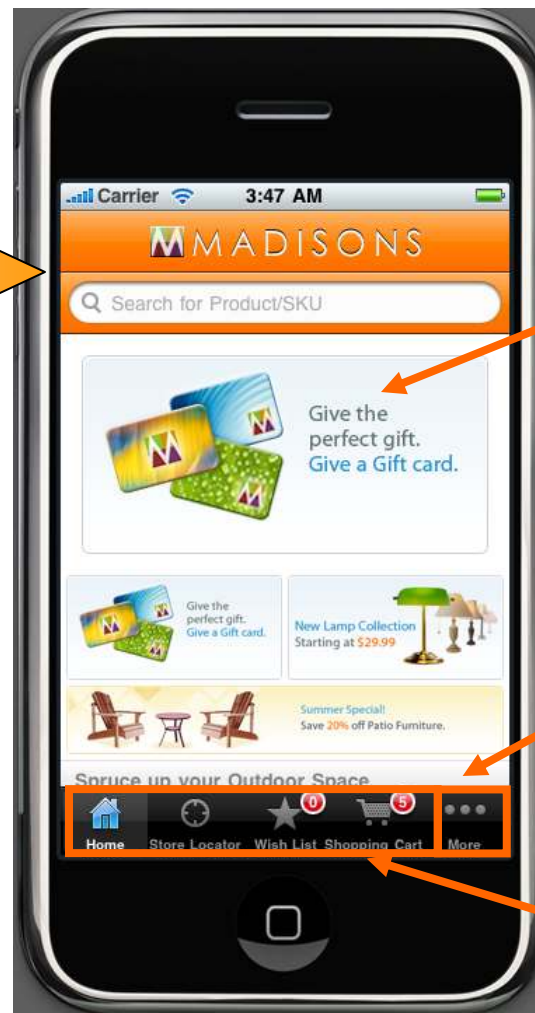 Carrier 3:47 AM
MADISONS
Search for Product/SKU
Give the
perfect gift.
Give a Gift card.
Give the
perfect gift.
Give a Gift card.
New Lamp Collection
Starting at $29.99
Summer Special!
Save 20% off Patio Furniture.
Spruce up your Outdoor Space
0 5
Home Store Locator Wish List Shopping Cart More